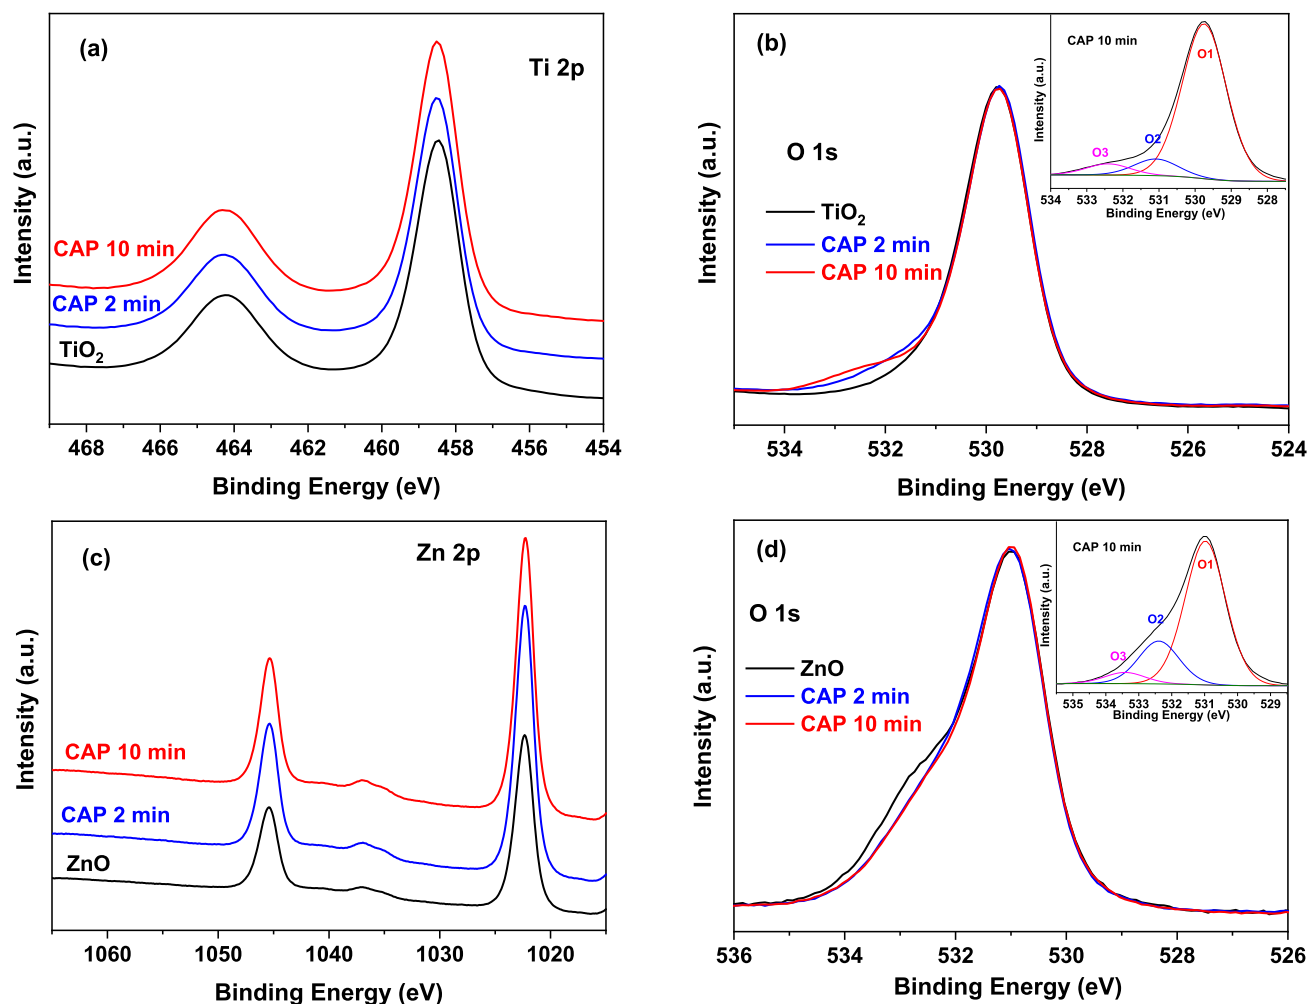 (a)
Ti 2p
CAP 10 min
CAP 2 min
TiO2
Intensity (a.u.)
468 466 464 462 460 458 456 454
Binding Energy (eV)
(b)
O 1s
TiO2
CAP 2 min
CAP 10 min
Intensity (a.u.)
534 532 530 528 526 524
Binding Energy (eV)
CAP 10 min
O1
O2
O3
Intensity (a.u.)
534 533 532 531 530 529 528
Binding Energy (eV)
(c)
Zn 2p
CAP 10 min
CAP 2 min
ZnO
Intensity (a.u.)
1060 1050 1040 1030 1020
Binding Energy (eV)
(d)
O 1s
ZnO
CAP 2 min
CAP 10 min
Intensity (a.u.)
536 534 532 530 528 526
Binding Energy (eV)
CAP 10 min
O1
O2
O3
Intensity (a.u.)
535 534 533 532 531 530 529
Binding Energy (eV)